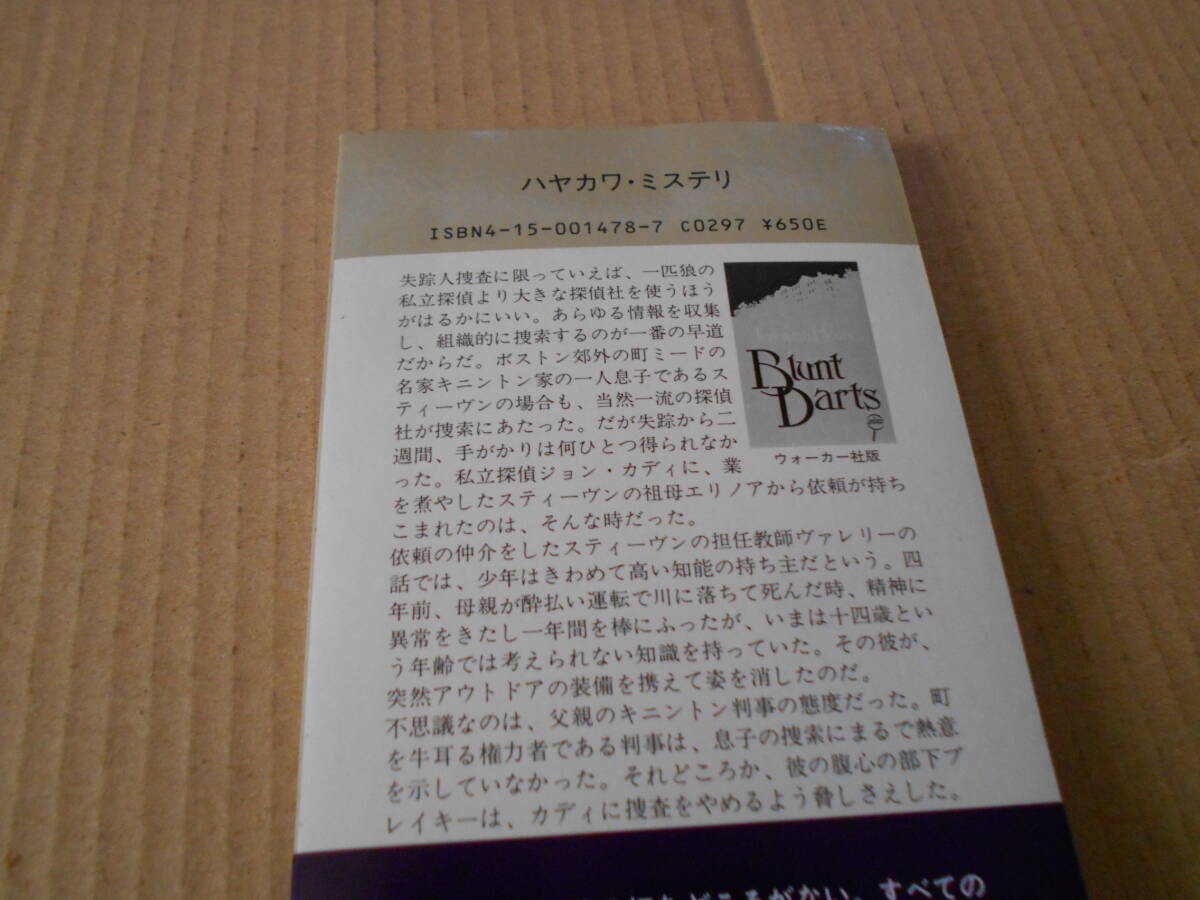 ハヤカワ・ミステリ
ISBN4-15-001478-7 C0297 ¥650E
失踪人捜査に限っていえば、一匹狼の
私立探偵より大きな探偵社を使うほう
がはるかにいい。あらゆる情報を収集
し、組織的に捜索するのが一番の早道
だからだ。ボストン郊外の町ミードの
名家キニントン家の一人息子であるス
ティーヴンの場合も、当然一流の探偵
社が捜索にあたった。だが失踪から二
週間、手がかりは何ひとつ得られなか
った。私立探偵ジョン・カディに、業
を煮やしたスティーヴンの祖母エリノアから依頼が持ち
こまれたのは、そんな時だった。
Blunt
Darts
ウォーカー社版
依頼の仲介をしたスティーヴンの担任教師ヴァレリーの
話では、少年はきわめて高い知能の持ち主だという。四
年前、母親が酔払い運転で川に落ちて死んだ時、精神に
異常をきたし一年間を棒にふったが、いまは十四歳とい
う年齢では考えられない知識を持っていた。その彼が、
突然アウトドアの装備を携えて姿を消したのだ。
不思議なのは、父親のキニントン判事の態度だった。町
を牛耳る権力者である判事は、息子の捜索にまるで熱意
を示していなかった。それどころか、彼の腹心の部下ブ
レイキーは、カディに捜査をやめるよう脅しさえした。
どころがない。すべての